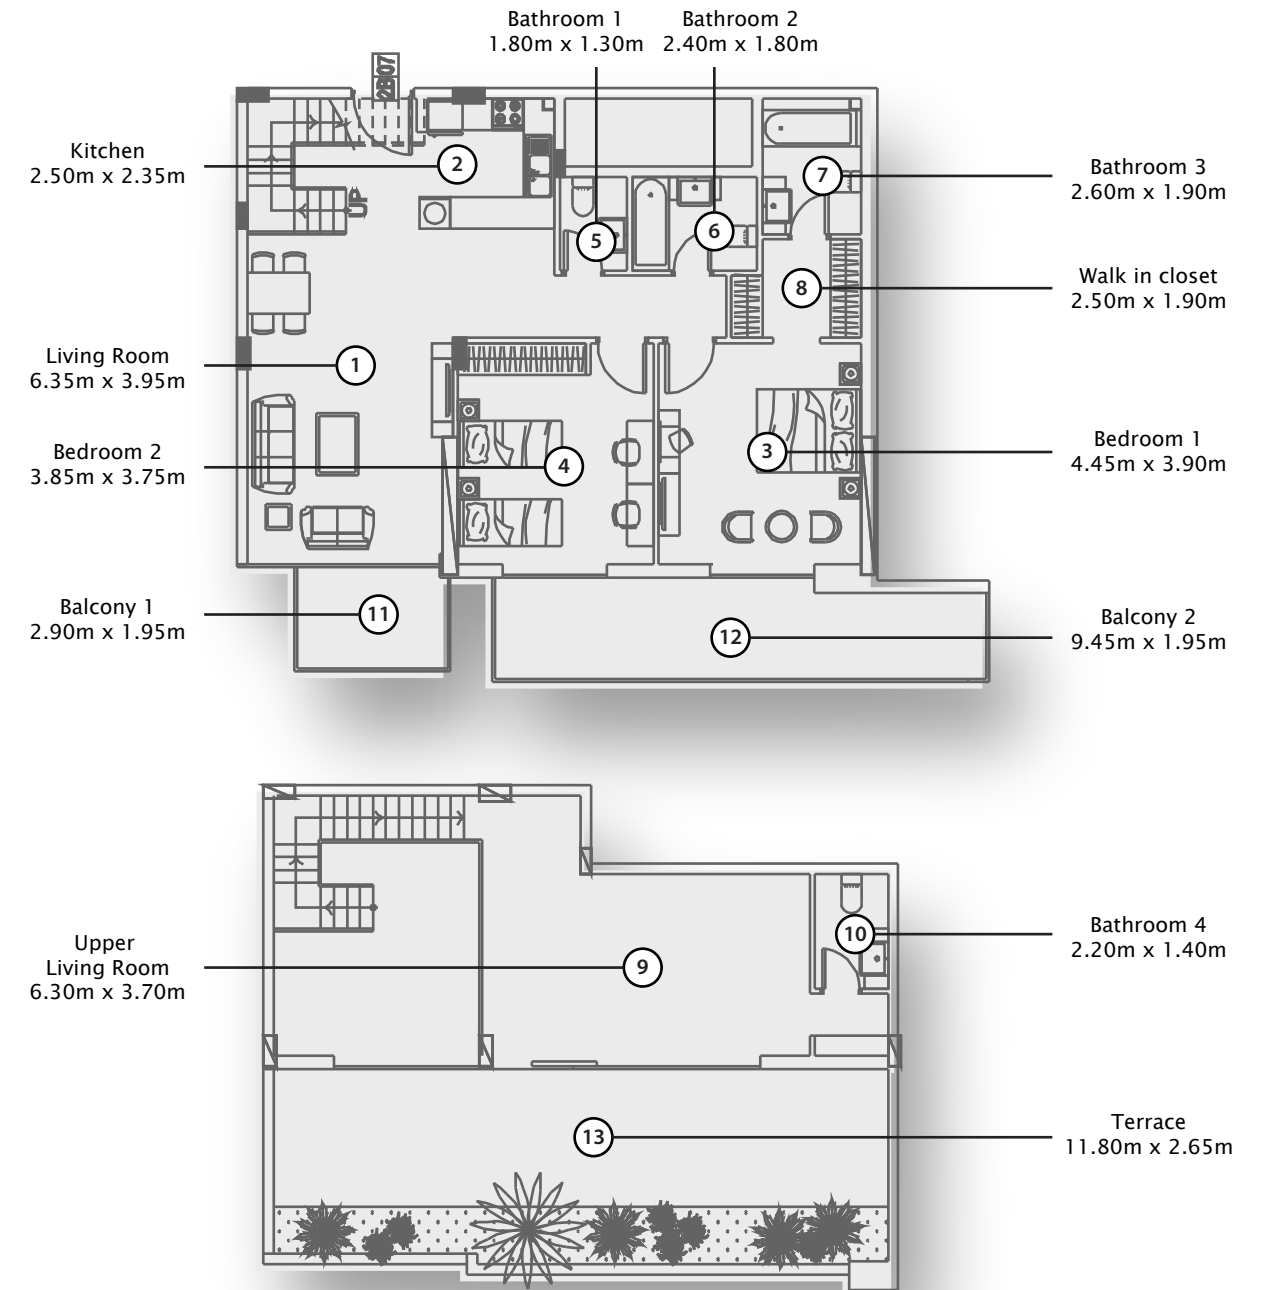 Bathroom 1
1.80m x 1.30m
Bathroom 2
2.40m x 1.80m
2B07
Kitchen
2.50m x 2.35m
2
UP
7
Bathroom 3
2.60m x 1.90m
5
6
8
Walk in closet
2.50m x 1.90m
Living Room
6.35m x 3.95m
1
Bedroom 2
3.85m x 3.75m
4
3
Bedroom 1
4.45m x 3.90m
Balcony 1
2.90m x 1.95m
11
12
Balcony 2
9.45m x 1.95m
Upper
Living Room
6.30m x 3.70m
9
10
Bathroom 4
2.20m x 1.40m
13
Terrace
11.80m x 2.65m